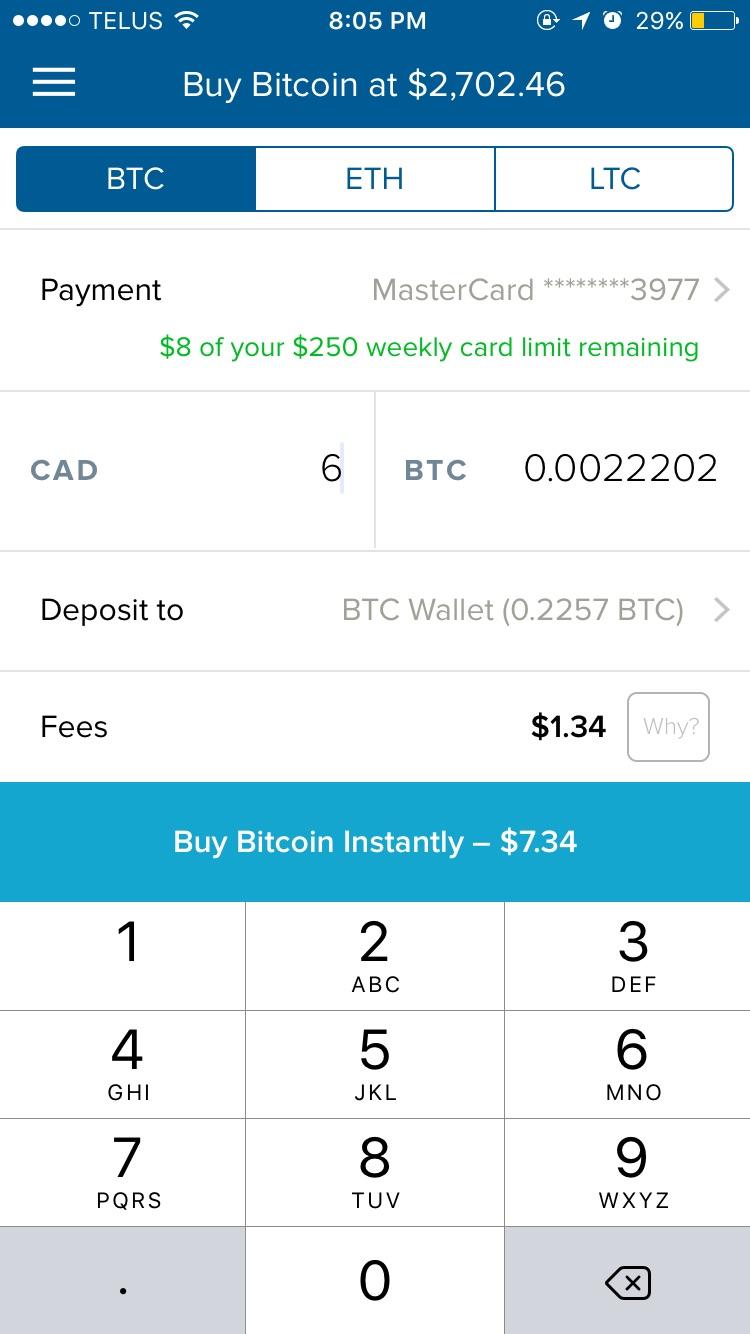 TELUS 8:05 PM 29%
Buy Bitcoin at $2,702.46
BTC ETH LTC
Payment MasterCard ********3977
$8 of your $250 weekly card limit remaining
CAD 6 BTC 0.0022202
Deposit to BTC Wallet (0.2257 BTC)
Fees $1.34 Why?
Buy Bitcoin Instantly – $7.34
1 2 3
ABC DEF
4 5 6
GHI JKL MNO
7 8 9
PQRS TUV WXYZ
. 0